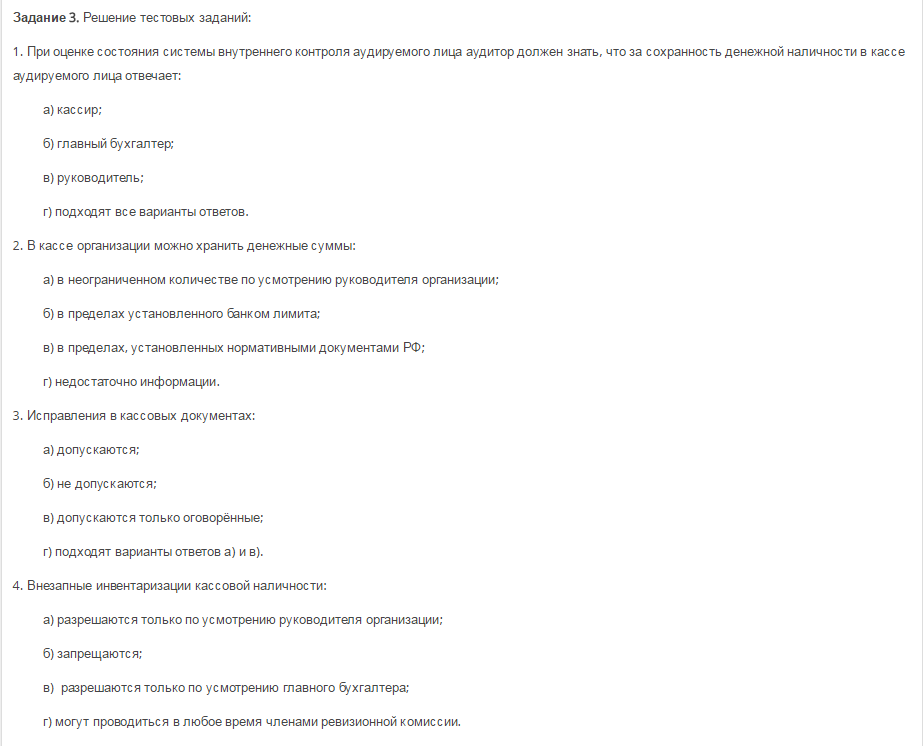 Задание 3. Решение тестовых заданий:
1. При оценке состояния системы внутреннего контроля аудируемого лица аудитор должен знать, что за сохранность денежной наличности в кассе
аудируемого лица отвечает:
а) кассир;
б) главный бухгалтер;
в) руководитель;
г) подходят все варианты ответов.
2. В кассе организации можно хранить денежные суммы:
а) в неограниченном количестве по усмотрению руководителя организации;
б) в пределах установленного банком лимита;
в) в пределах, установленных нормативными документами РФ;
г) недостаточно информации.
3. Исправления в кассовых документах:
а) допускаются;
б) не допускаются;
в) допускаются только оговорённые;
г) подходят варианты ответов а) и в).
4. Внезапные инвентаризации кассовой наличности:
а) разрешаются только по усмотрению руководителя организации;
б) запрещаются;
в) разрешаются только по усмотрению главного бухгалтера;
г) могут проводиться в любое время членами ревизионной комиссии.